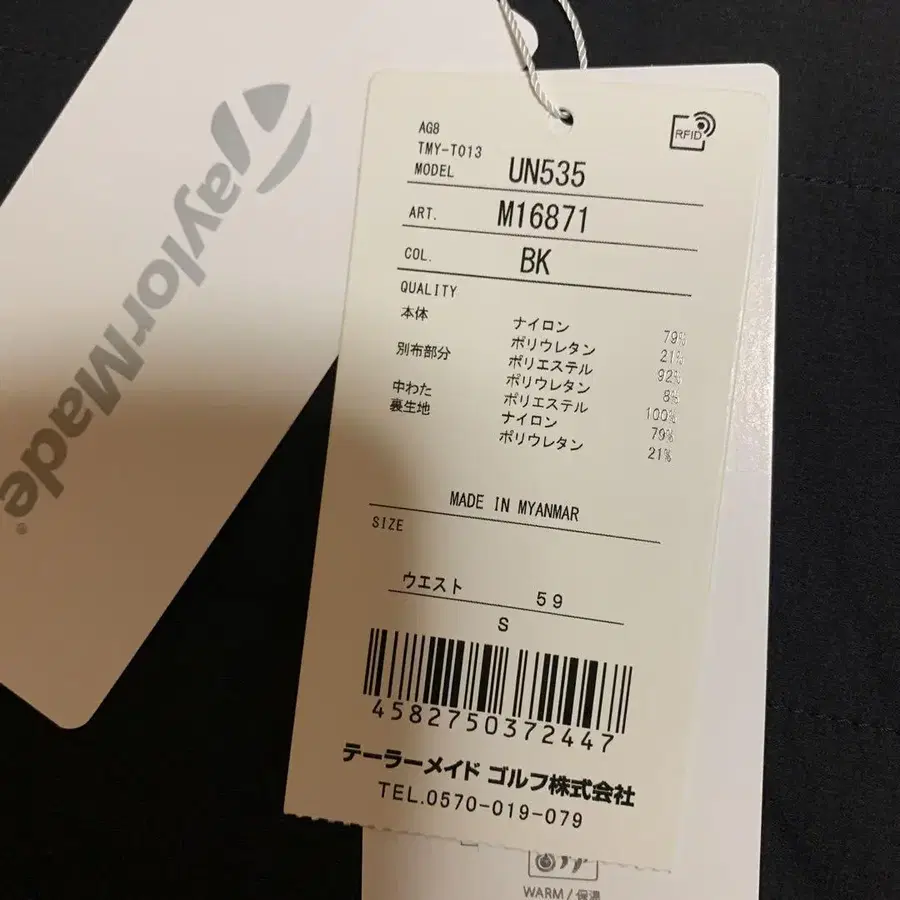 TaylorMade®
RFID
AG8
TMY-T013
MODEL UN535
ART. M16871
COL. BK
QUALITY
本体 ナイロン 79%
ポリウレタン 21%
別布部分 ポリエステル 92%
ポリウレタン 8%
中わた ポリエステル 100%
裏生地 ナイロン 79%
ポリウレタン 21%
MADE IN MYANMAR
SIZE
ウエスト 59
S
4582750372447
テーラーメイド ゴルフ株式会社
TEL.0570-019-079
WARM / 保温